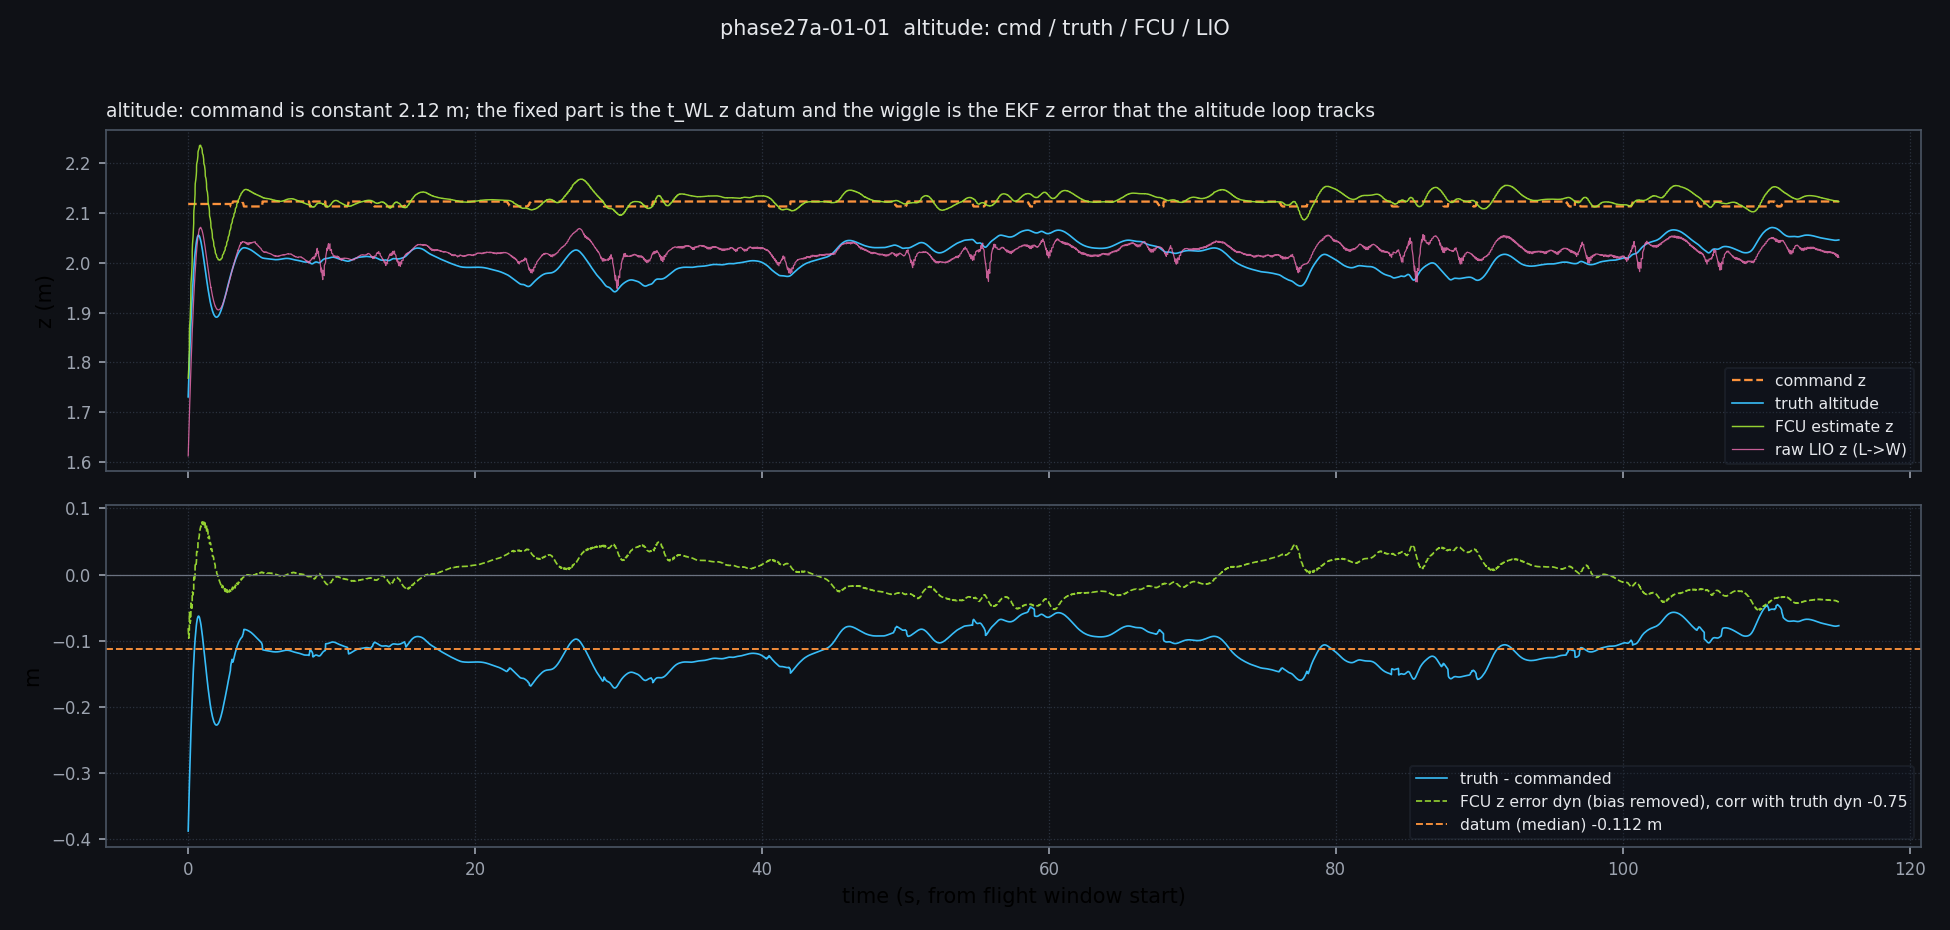 phase27a-01-01  altitude: cmd / truth / FCU / LIO
altitude: command is constant 2.12 m; the fixed part is the t_WL z datum and the wiggle is the EKF z error that the altitude loop tracks
z (m)
2.2
2.1
2.0
1.9
1.8
1.7
1.6
command z
truth altitude
FCU estimate z
raw LIO z (L->W)
m
0.1
0.0
−0.1
−0.2
−0.3
−0.4
truth - commanded
FCU z error dyn (bias removed), corr with truth dyn -0.75
datum (median) -0.112 m
0
20
40
60
80
100
120
time (s, from flight window start)